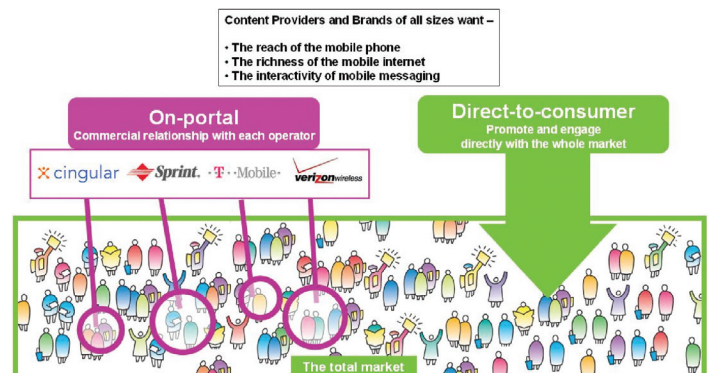 Content Providers and Brands of all sizes want –
• The reach of the mobile phone
• The richness of the mobile internet
• The interactivity of mobile messaging
On-portal
Commercial relationship with each operator
Direct-to-consumer
Promote and engage
directly with the whole market
cingular Sprint. T··Mobile· verizonwireless
The total market